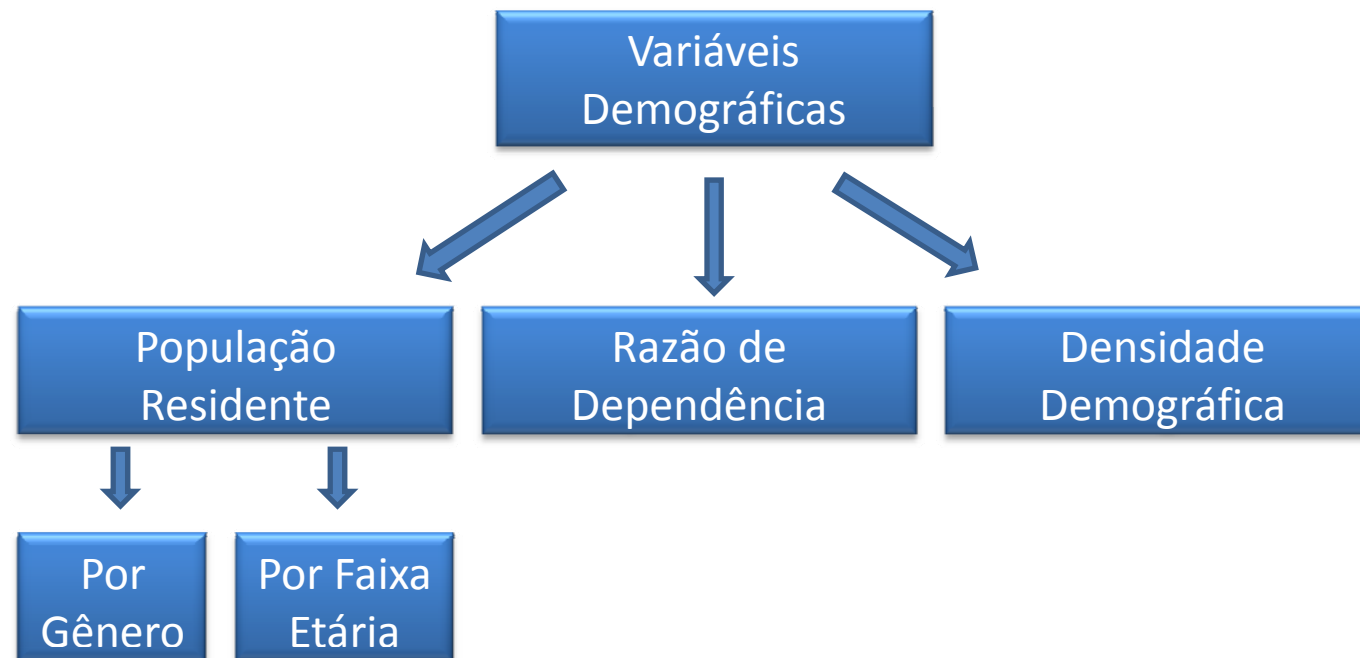 Variáveis
Demográficas
População
Residente
Razão de
Dependência
Densidade
Demográfica
Por
Gênero
Por Faixa
Etária